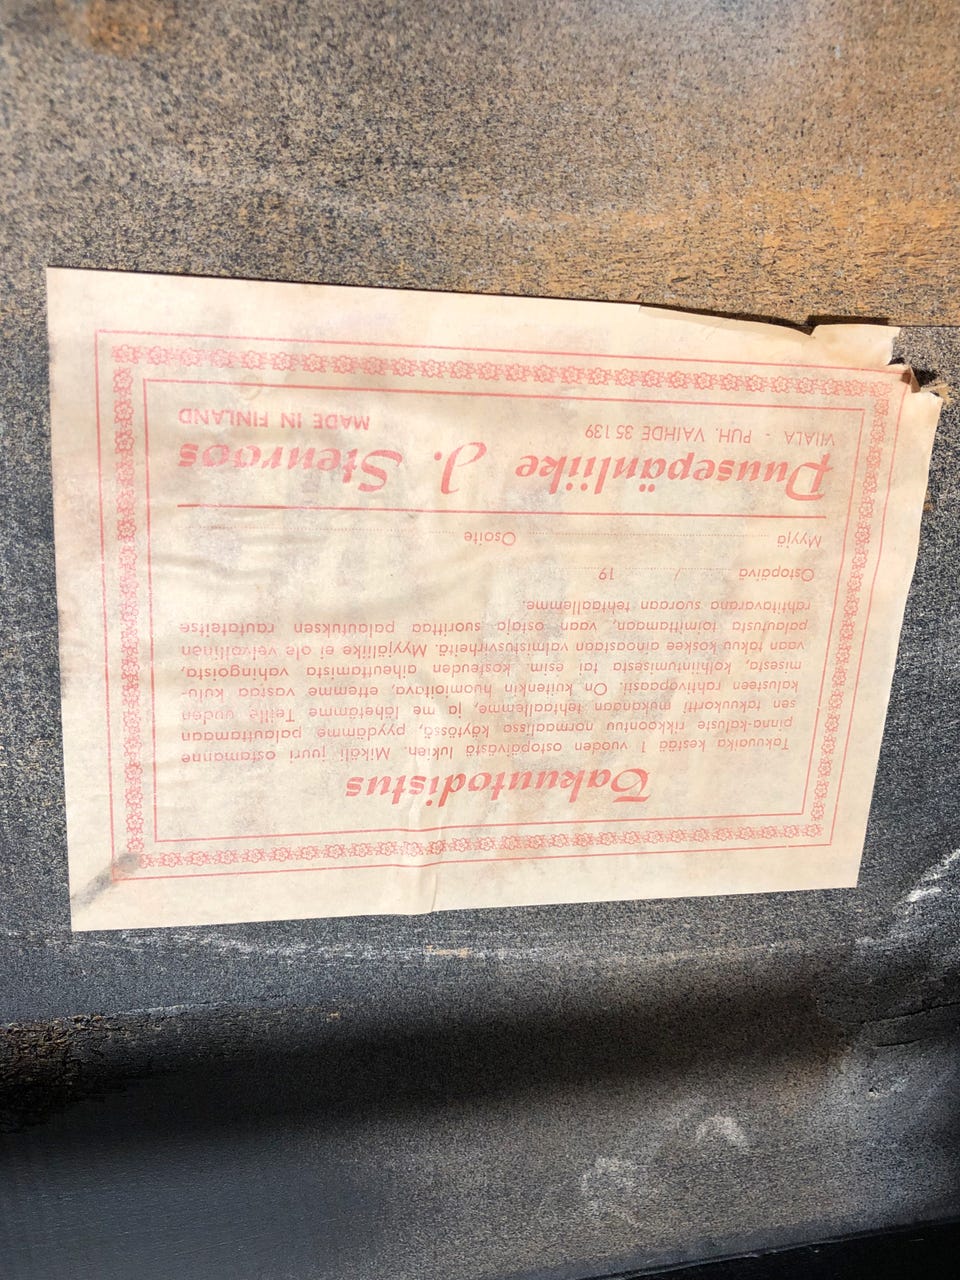 Takuutodistus
Takuuaika kestää 1 vuoden ostopäivästä lukien. Mikäli juuri ostamanne
pinna-kaluste rikkoontuu normaalissa käytössä, pyydämme palauttamaan
sen takuukortti mukanaan tehtaallemme, ja me lähetämme Teille uuden
kalusteen rahtivapaasti. On kuitenkin huomioitava, ettemme vastaa kulu-
misesta, kolhiintumisesta tai esim. kosteuden aiheuttamista vahingoista,
vaan takuu koskee ainoastaan valmistusvirheitä. Myyjäliike ei ole velvollinen
palautusta toimittamaan, vaan ostaja suorittaa palautuksen rautateitse
rahtitavarana suoraan tehtaallemme.
Ostopäivä ........ / ........ 19
Myyjä ........ Osoite ........
Puusepänliike J. Stenroos
VIIALA - PUH. VAIHDE 35 139 MADE IN FINLAND